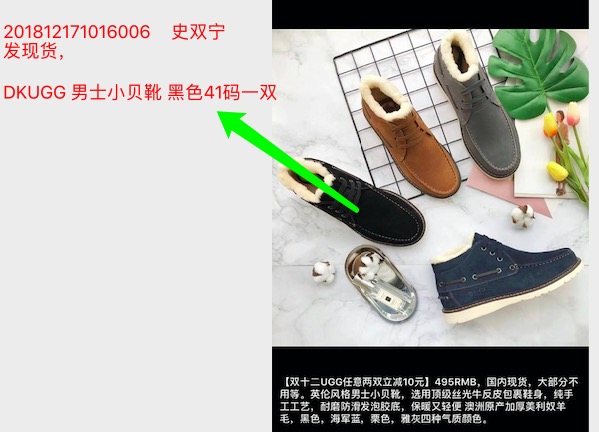 201812171016006 史双宁
发现货，
DKUGG 男士小贝靴 黑色41码一双
【双十二UGG任意两双立减10元】495RMB，国内现货，大部分不
用等。英伦风格男士小贝靴，选用顶级丝光牛反皮包裹鞋身，纯手
工工艺，耐磨防滑发泡胶底，保暖又轻便 澳洲原产加厚美利奴羊
毛，黑色，海军蓝，栗色，雅灰四种气质颜色。